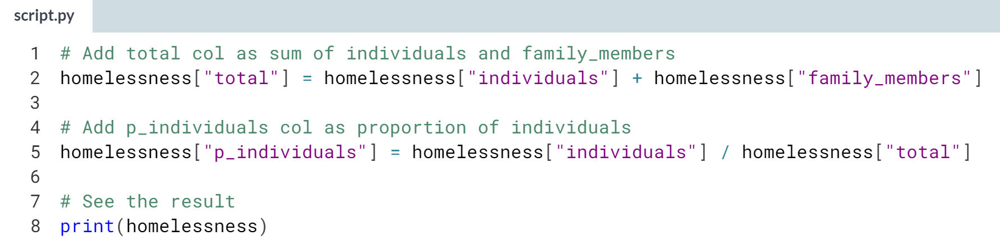 script.py
1 # Add total col as sum of individuals and family_members
2 homelessness["total"] = homelessness["individuals"] + homelessness["family_members"]
3
4 # Add p_individuals col as proportion of individuals
5 homelessness["p_individuals"] = homelessness["individuals"] / homelessness["total"]
6
7 # See the result
8 print(homelessness)